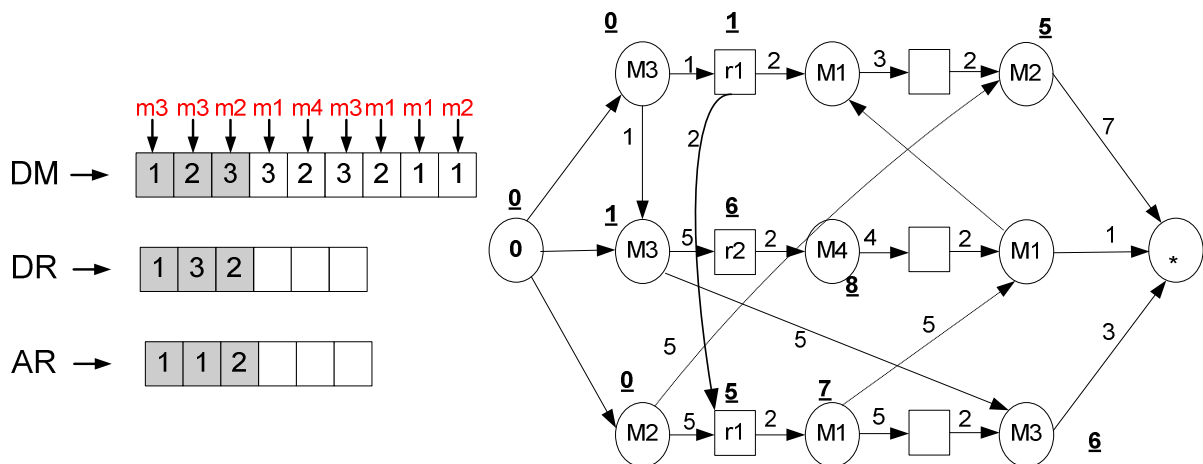 m3 m3 m2 m1 m4 m3 m1 m1 m2
DM 1 2 3 3 2 3 2 1 1
DR 1 3 2
AR 1 1 2
0 1 5
M3 1 r1 2 M1 3 2 M2
1 2 7
0 1 6
0 M3 5 r2 2 M4 4 2 M1 1 *
8
5 5 5 3
0 5 7
M2 5 r1 2 M1 5 2 M3 6